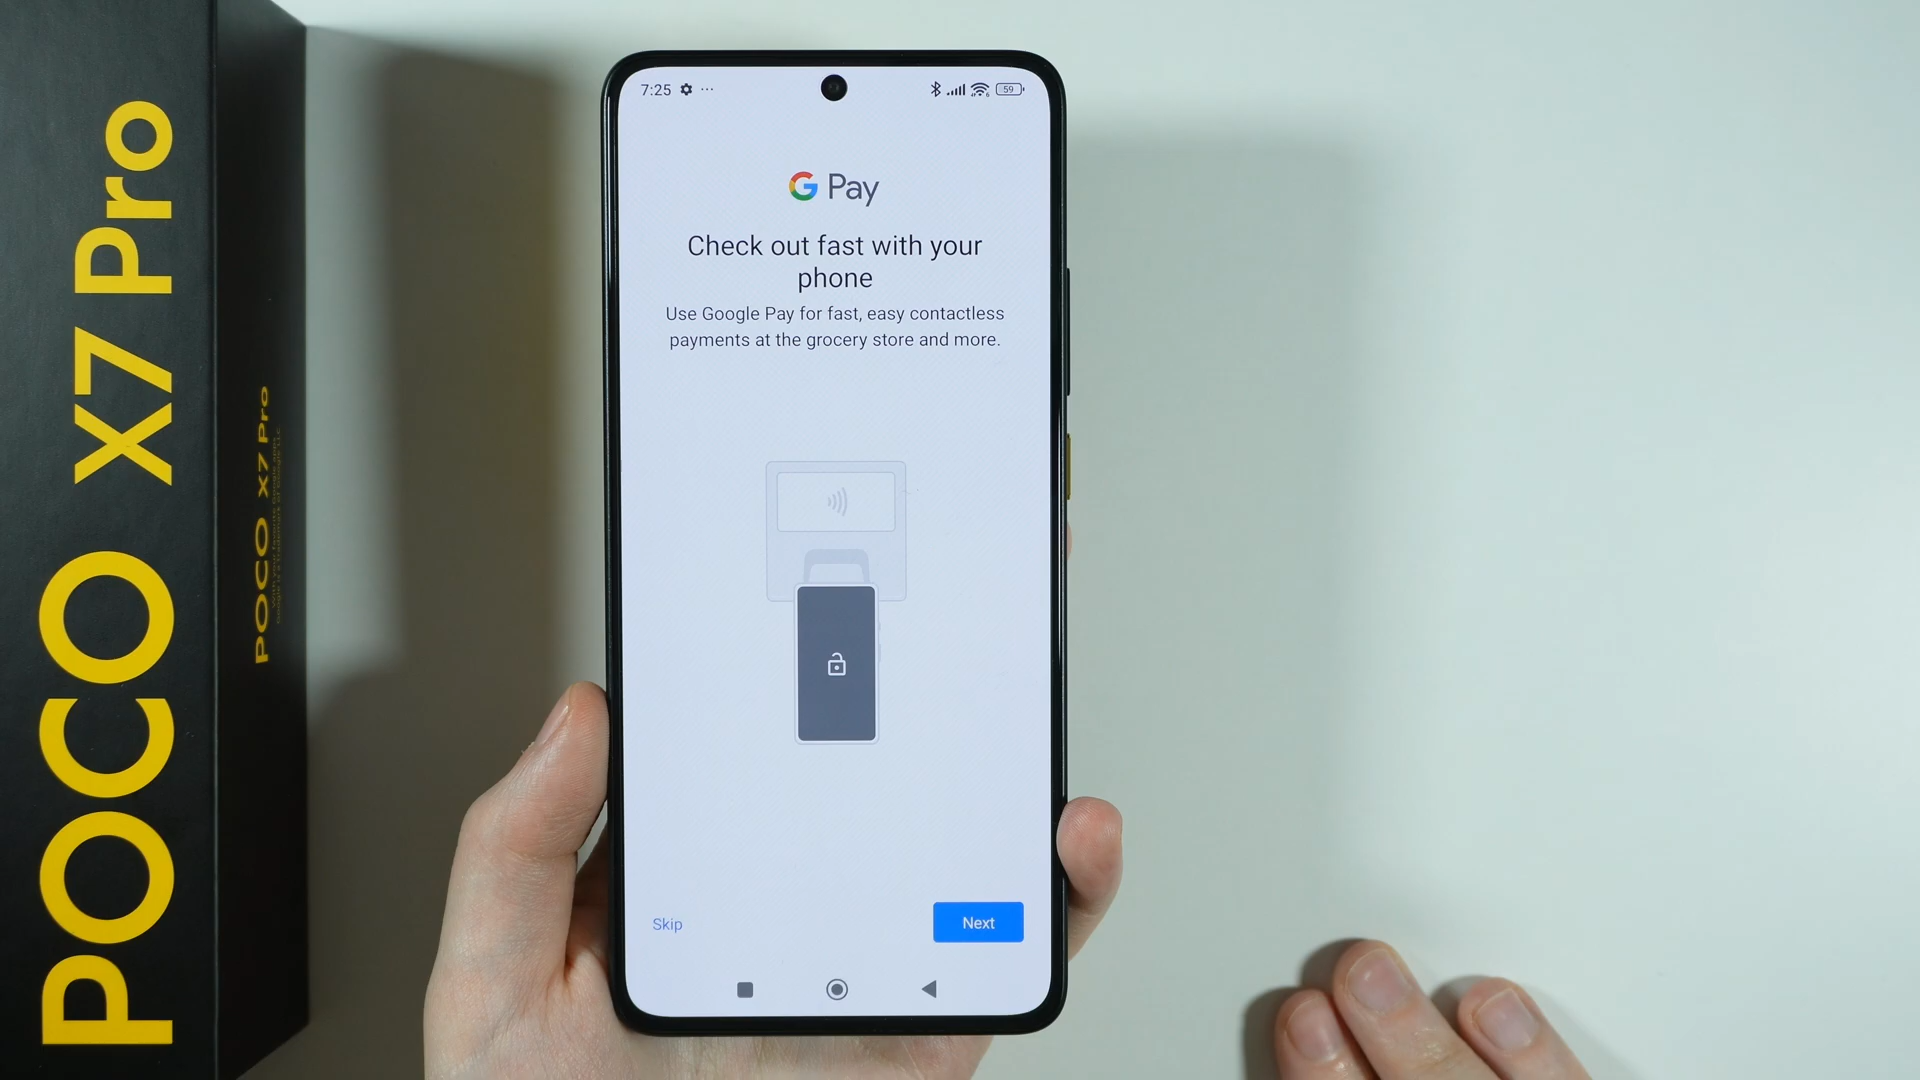 POCO X7 Pro
POCO X7 Pro
7:25
59
G Pay
Check out fast with your
phone
Use Google Pay for fast, easy contactless
payments at the grocery store and more.
Skip
Next